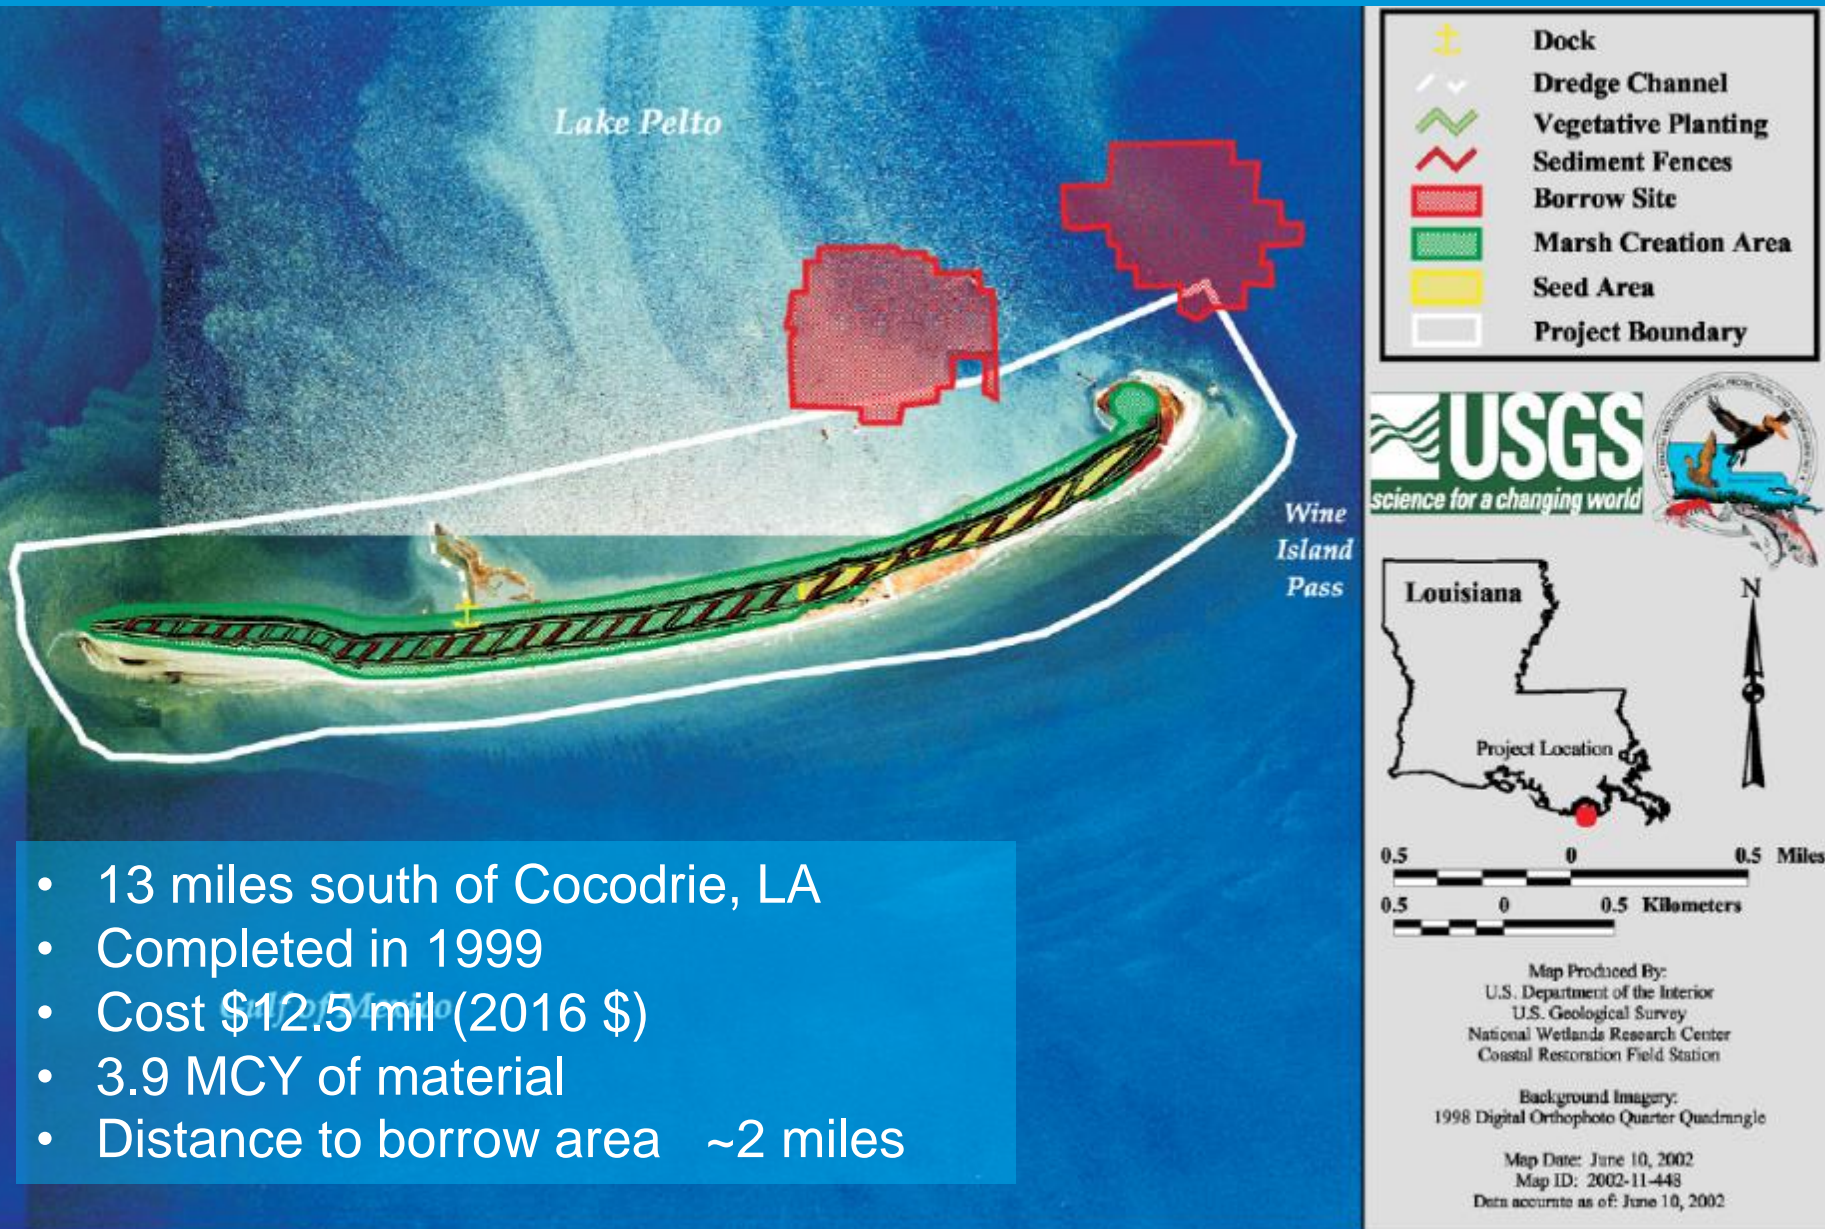 Lake Pelto
Wine
Island
Pass
Gulf of Mexico
• 13 miles south of Cocodrie, LA
• Completed in 1999
• Cost $12.5 mil (2016 $)
• 3.9 MCY of material
• Distance to borrow area ~2 miles
Dock
Dredge Channel
Vegetative Planting
Sediment Fences
Borrow Site
Marsh Creation Area
Seed Area
Project Boundary
USGS
science for a changing world
Louisiana
N
Project Location
0.5 0 0.5 Miles
0.5 0 0.5 Kilometers
Map Produced By:
U.S. Department of the Interior
U.S. Geological Survey
National Wetlands Research Center
Coastal Restoration Field Station
Background Imagery:
1998 Digital Orthophoto Quarter Quadrangle
Map Date: June 10, 2002
Map ID: 2002-11-448
Data accurate as of: June 10, 2002